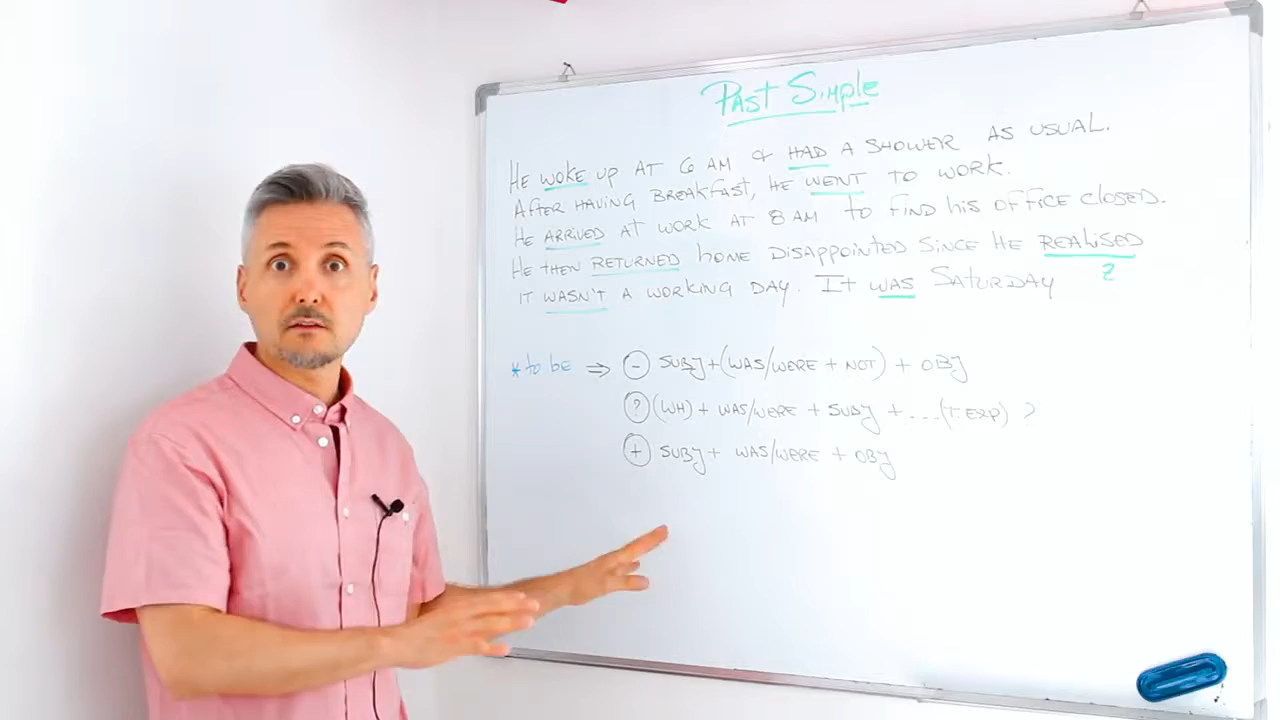 Past Simple
HE WOKE UP AT 6 AM & HAD A SHOWER AS USUAL.
AFTER HAVING BREAKFAST, HE WENT TO WORK.
HE ARRIVED AT WORK AT 8 AM TO FIND HIS OFFICE CLOSED.
HE THEN RETURNED HOME DISAPPOINTED SINCE HE REALISED
Z
IT WASN'T A WORKING DAY. IT WAS SATURDAY
* to be ⇒ - SUBJ+(WAS/WERE + NOT) + OBJ
? (WH) + WAS/WERE + SUBJ + ...(T EXP) ?
+ SUBJ + WAS/WERE + OBJ